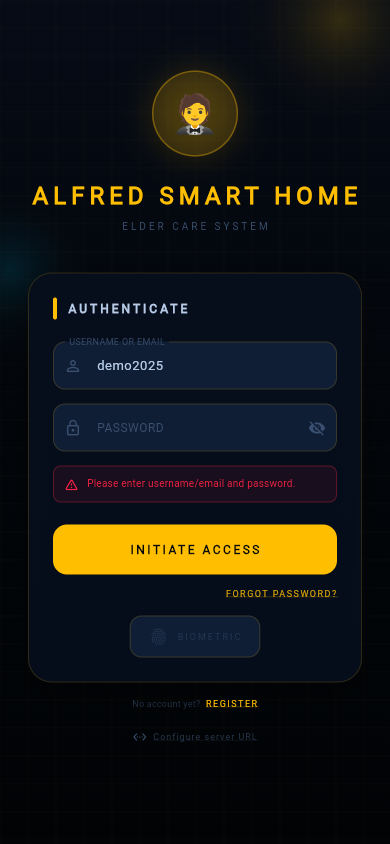 ALFRED SMART HOME
ELDER CARE SYSTEM
AUTHENTICATE
USERNAME OR EMAIL
demo2025
PASSWORD
Please enter username/email and password.
INITIATE ACCESS
FORGOT PASSWORD?
BIOMETRIC
No account yet? REGISTER
Configure server URL